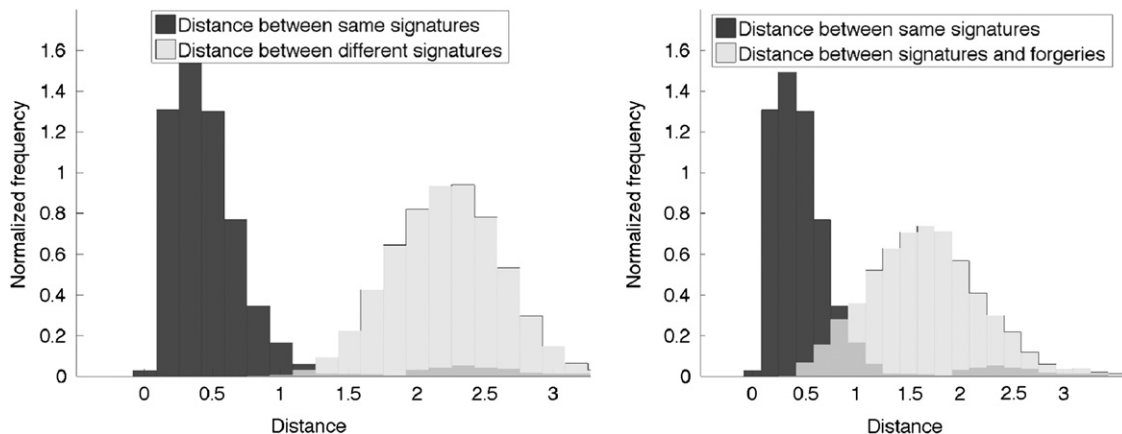 Distance between same signatures
Distance between different signatures
1.6
1.4
1.2
1
0.8
0.6
0.4
0.2
0
Normalized frequency
0 0.5 1 1.5 2 2.5 3
Distance
Distance between same signatures
Distance between signatures and forgeries
1.6
1.4
1.2
1
0.8
0.6
0.4
0.2
0
Normalized frequency
0 0.5 1 1.5 2 2.5 3
Distance